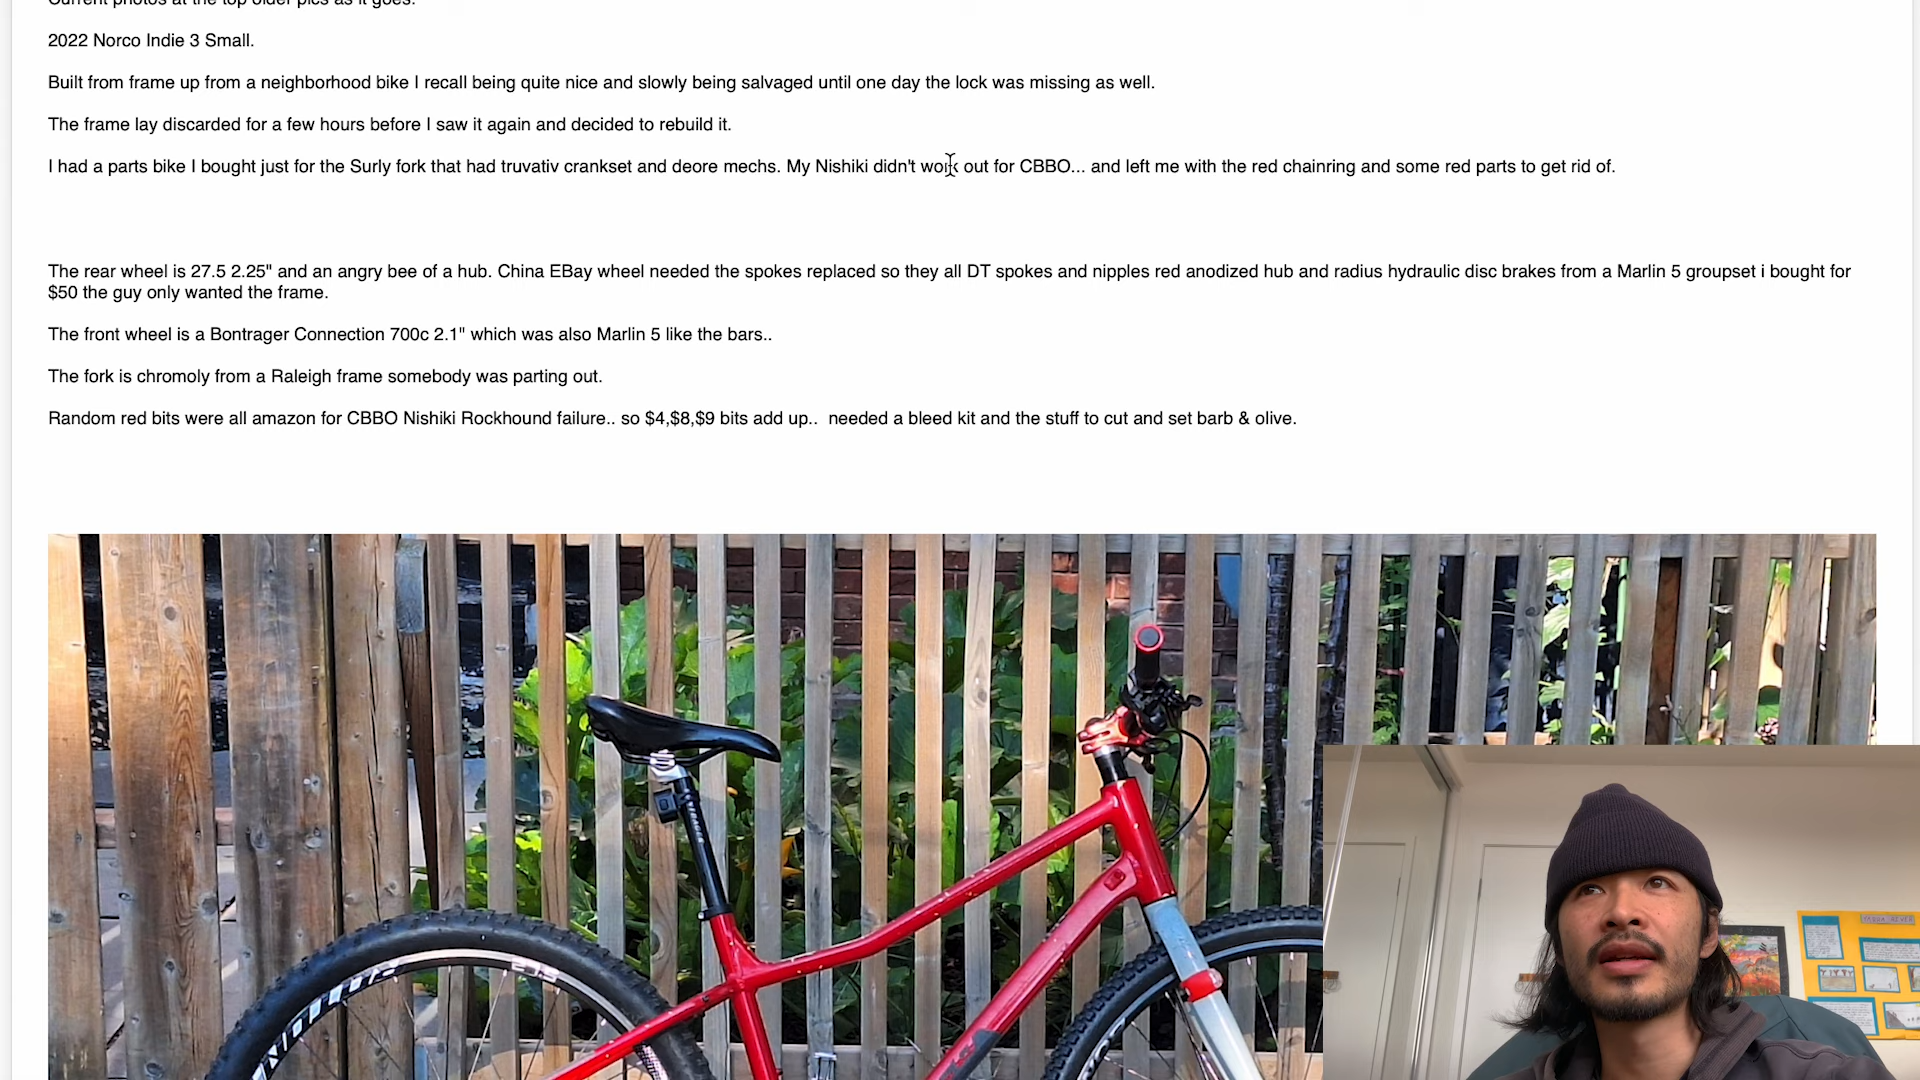 Current photos at the top older pics as it goes.
2022 Norco Indie 3 Small.
Built from frame up from a neighborhood bike I recall being quite nice and slowly being salvaged until one day the lock was missing as well.
The frame lay discarded for a few hours before I saw it again and decided to rebuild it.
I had a parts bike I bought just for the Surly fork that had truvativ crankset and deore mechs. My Nishiki didn't work out for CBBO... and left me with the red chainring and some red parts to get rid of.
The rear wheel is 27.5 2.25" and an angry bee of a hub. China EBay wheel needed the spokes replaced so they all DT spokes and nipples red anodized hub and radius hydraulic disc brakes from a Marlin 5 groupset i bought for
$50 the guy only wanted the frame.
The front wheel is a Bontrager Connection 700c 2.1" which was also Marlin 5 like the bars..
The fork is chromoly from a Raleigh frame somebody was parting out.
Random red bits were all amazon for CBBO Nishiki Rockhound failure.. so $4,$8,$9 bits add up..  needed a bleed kit and the stuff to cut and set barb & olive.